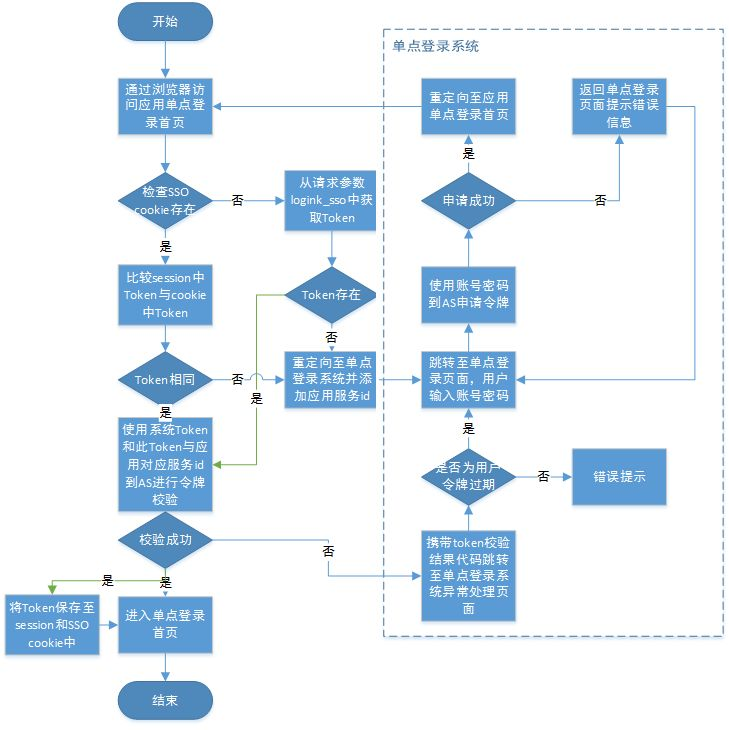 开始
单点登录系统
通过浏览器访
问应用单点登
录首页
重定向至应用
单点登录首页
返回单点登录
页面提示错误
信息
是
检查SSO
cookie存在
否
从请求参数
logink_sso中获
取Token
申请成功
否
是
比较session中
Token与cookie
中Token
Token存在
使用账号密码
到AS申请令牌
否
Token相同
否
重定向至单点
登录系统并添
加应用服务id
跳转至单点登
录页面，用户
输入账号密码
是
是
使用系统Token
和此Token与应
用对应服务id
到AS进行令牌
校验
是
是否为用户
令牌过期
否
错误提示
校验成功
否
携带token校验
结果代码跳转
至单点登录系
统异常处理页
面
是
是
将Token保存至
session和SSO
cookie中
进入单点登录
首页
结束